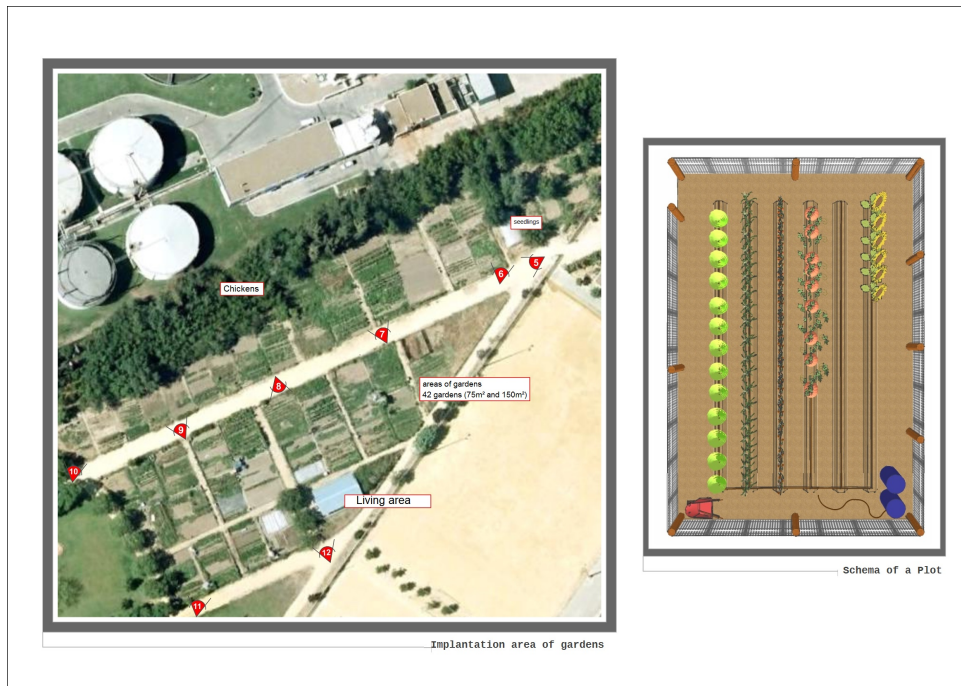 seedlings
5
6
Chickens
7
8
areas of gardens
42 gardens (75m² and 150m²)
9
10
Living area
12
11
Implantation area of gardens
Schema of a Plot